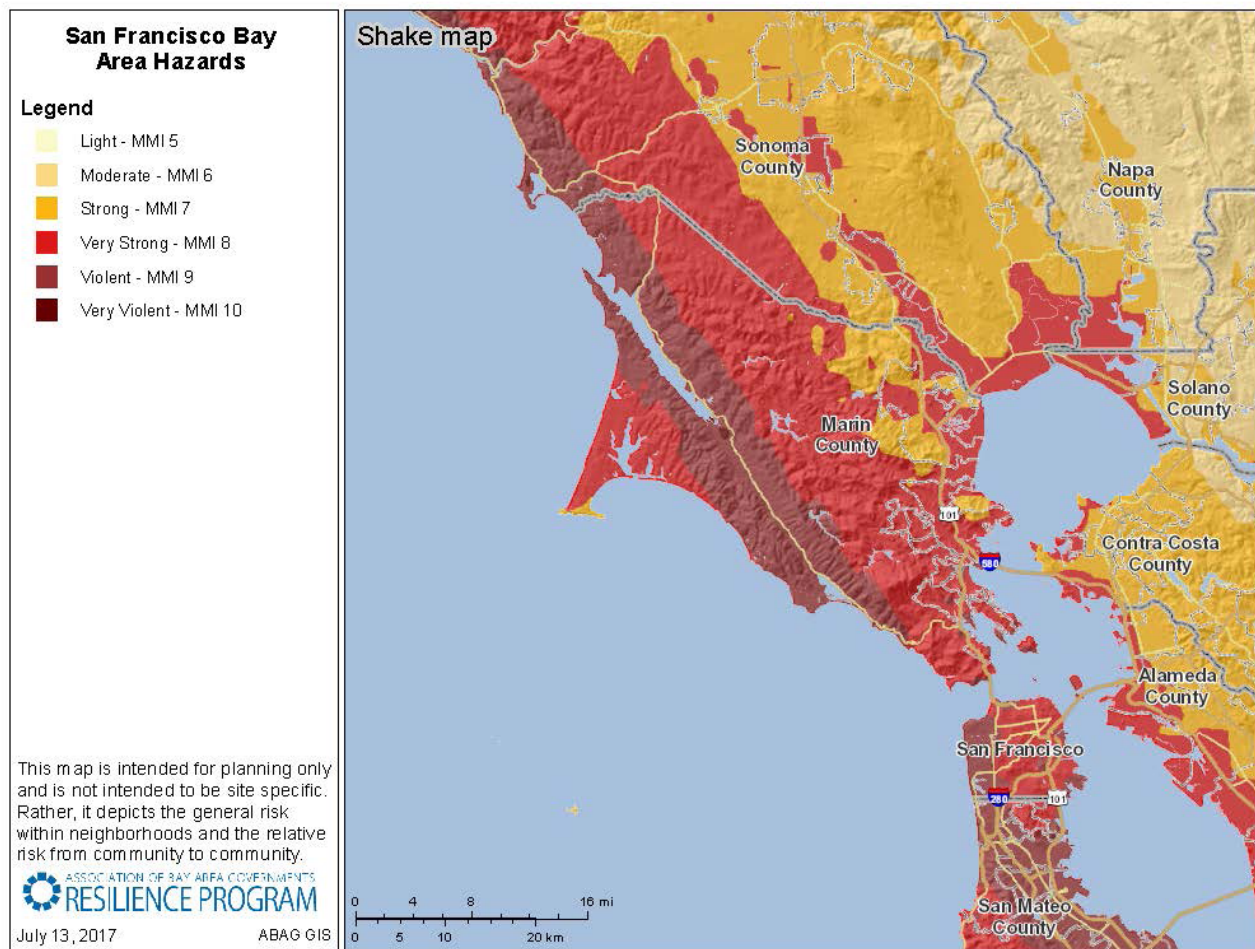 San Francisco Bay
Area Hazards
Legend
Light - MMI 5
Moderate - MMI 6
Strong - MMI 7
Very Strong - MMI 8
Violent - MMI 9
Very Violent - MMI 10
This map is intended for planning only
and is not intended to be site specific.
Rather, it depicts the general risk
within neighborhoods and the relative
risk from community to community.
ASSOCIATION OF BAY AREA GOVERNMENTS
RESILIENCE PROGRAM
July 13, 2017 ABAG GIS
Shake map
Sonoma
County
Napa
County
Solano
County
Marin
County
101
Contra Costa
County
580
Alameda
County
San Francisco
280
101
San Mateo
County
0 4 8 16 mi
0 5 10 20 km